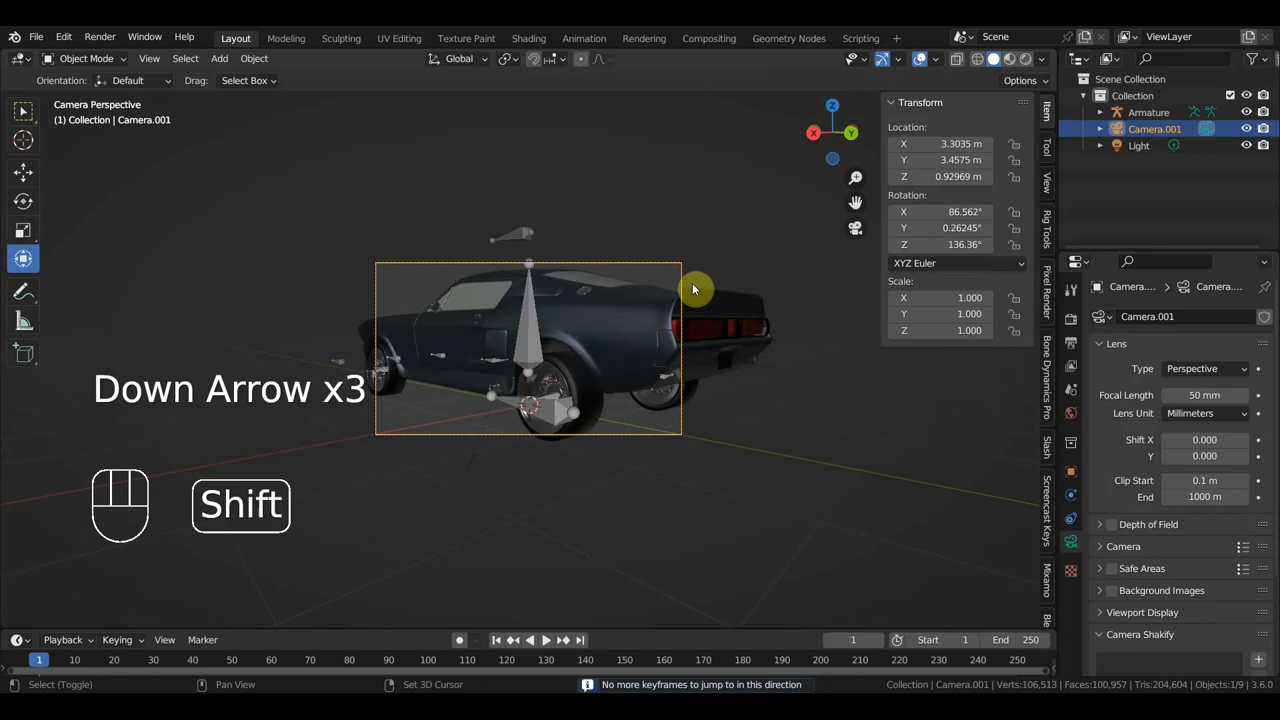 File Edit Render Window Help Layout Modeling Sculpting UV Editing Texture Paint Shading Animation Rendering Compositing Geometry Nodes Scripting + Scene ViewLayer
Object Mode View Select Add Object Global
Orientation: Default Drag: Select Box Options
Camera Perspective
(1) Collection | Camera.001
Z
X
Y
Transform
Location:
X 3.3035 m
Y 3.4575 m
Z 0.92969 m
Rotation:
X 86.562°
Y 0.26245°
Z 136.36°
XYZ Euler
Scale:
X 1.000
Y 1.000
Z 1.000
Item
Tool
View
Rig Tools
Pixel Render
Bone Dynamics Pro
Slash
Screencast Keys
Mixamo
Ble
Scene Collection
Collection
Armature
Camera.001
Light
Camera.... Camera....
Camera.001
Lens
Type Perspective
Focal Length 50 mm
Lens Unit Millimeters
Shift X 0.000
Y 0.000
Clip Start 0.1 m
End 1000 m
Depth of Field
Camera
Safe Areas
Background Images
Viewport Display
Camera Shakify
Down Arrow x3
Shift
Playback Keying View Marker 1 Start 1 End 250
1 10 20 30 40 50 60 70 80 90 100 110 120 130 140 150 160 170 180 190 200 210 220 230 240 250
Select (Toggle) Pan View Set 3D Cursor No more keyframes to jump to in this direction Collection | Camera.001 | Verts:106,513 | Faces:100,957 | Tris:204,604 | Objects:1/9 | 3.6.0